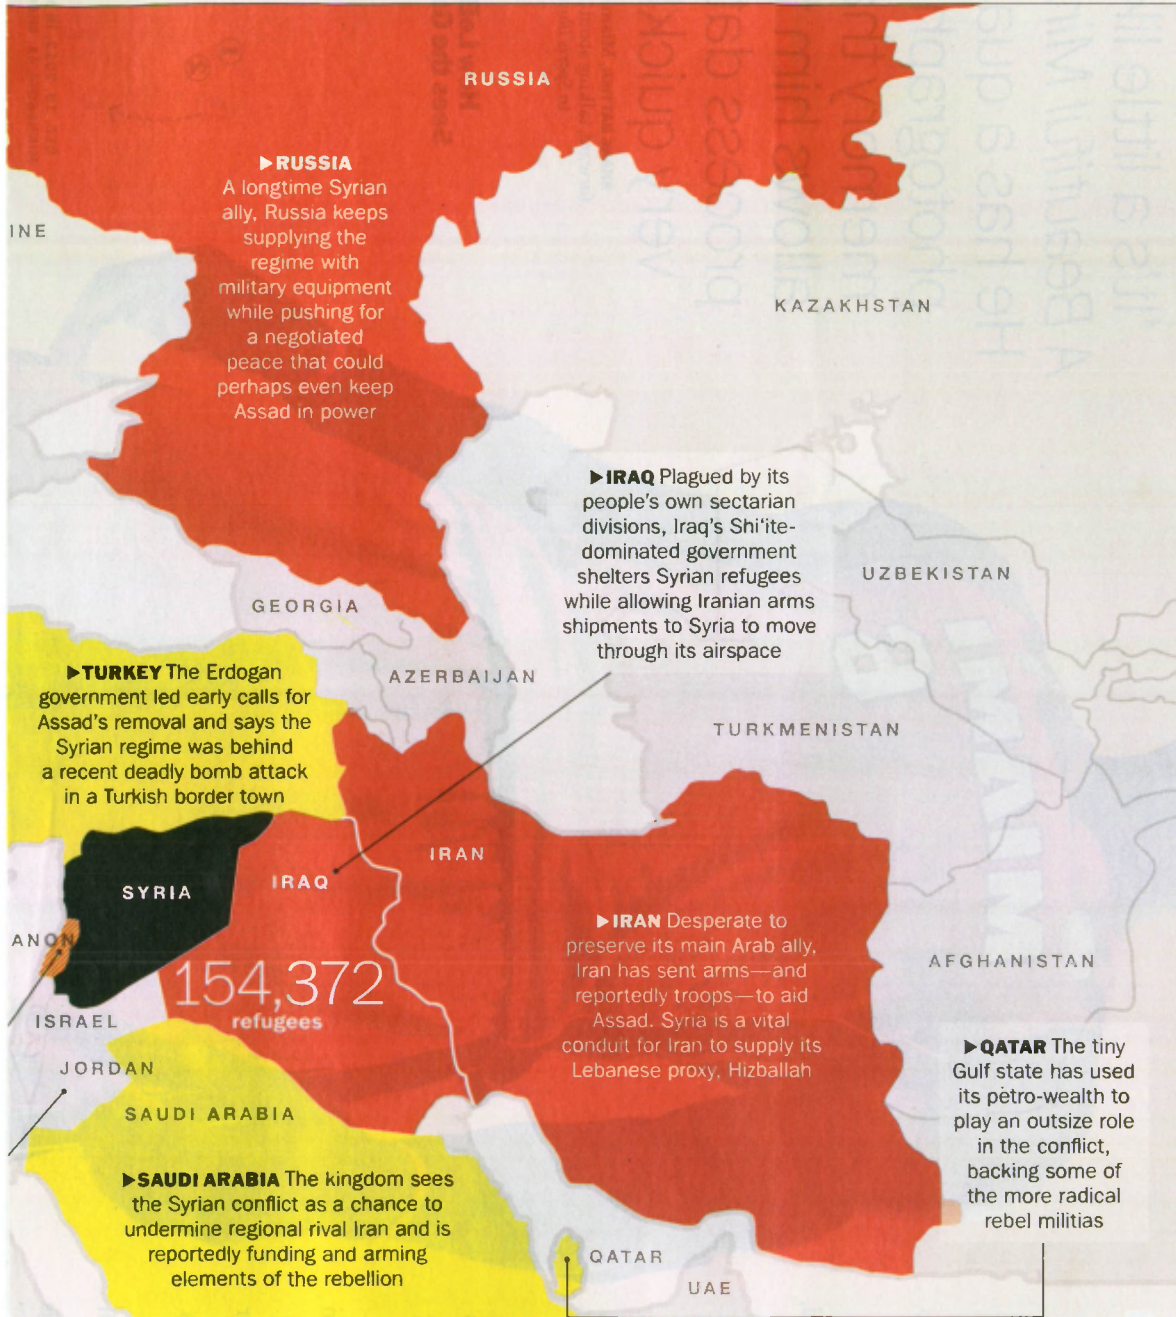 RUSSIA
▶RUSSIA
A longtime Syrian
ally, Russia keeps
supplying the
regime with
military equipment
while pushing for
a negotiated
peace that could
perhaps even keep
Assad in power
INE
KAZAKHSTAN
▶IRAQ Plagued by its
people's own sectarian
divisions, Iraq's Shi'ite-
dominated government
shelters Syrian refugees
while allowing Iranian arms
shipments to Syria to move
through its airspace
UZBEKISTAN
GEORGIA
AZERBAIJAN
▶TURKEY The Erdogan
government led early calls for
Assad's removal and says the
Syrian regime was behind
a recent deadly bomb attack
in a Turkish border town
TURKMENISTAN
IRAN
SYRIA
IRAQ
ANON
154,372
refugees
▶IRAN Desperate to
preserve its main Arab ally,
Iran has sent arms—and
reportedly troops—to aid
Assad. Syria is a vital
conduit for Iran to supply its
Lebanese proxy, Hizballah
AFGHANISTAN
ISRAEL
JORDAN
SAUDI ARABIA
▶QATAR The tiny
Gulf state has used
its petro-wealth to
play an outsize role
in the conflict,
backing some of
the more radical
rebel militias
▶SAUDI ARABIA The kingdom sees
the Syrian conflict as a chance to
undermine regional rival Iran and is
reportedly funding and arming
elements of the rebellion
QATAR
UAE